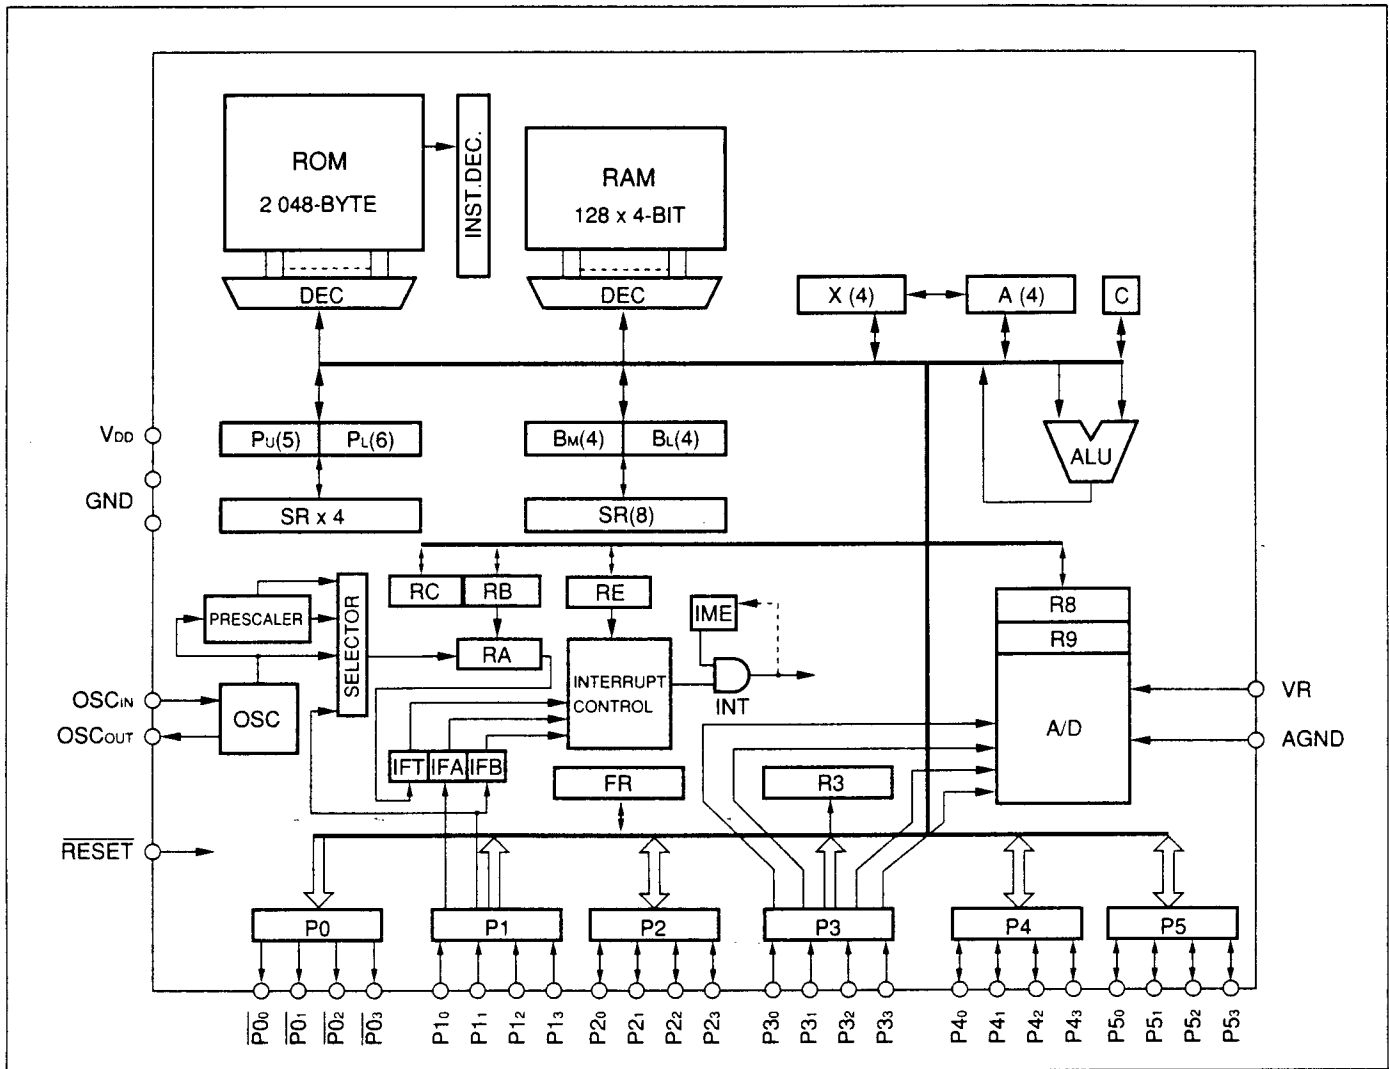 ROM
2 048-BYTE
INST.DEC.
RAM
128 x 4-BIT
DEC
DEC
X (4)
A (4)
C
VDD
GND
PU(5)
PL(6)
BM(4)
BL(4)
ALU
SR x 4
SR(8)
PRESCALER
SELECTOR
RC
RB
RE
IME
R8
R9
RA
OSCIN
OSC
OSCOUT
INTERRUPT
CONTROL
INT
A/D
VR
AGND
IFT
IFA
IFB
FR
R3
RESET
P0
P1
P2
P3
P4
P5
P00
P01
P02
P03
P10
P11
P12
P13
P20
P21
P22
P23
P30
P31
P32
P33
P40
P41
P42
P43
P50
P51
P52
P53